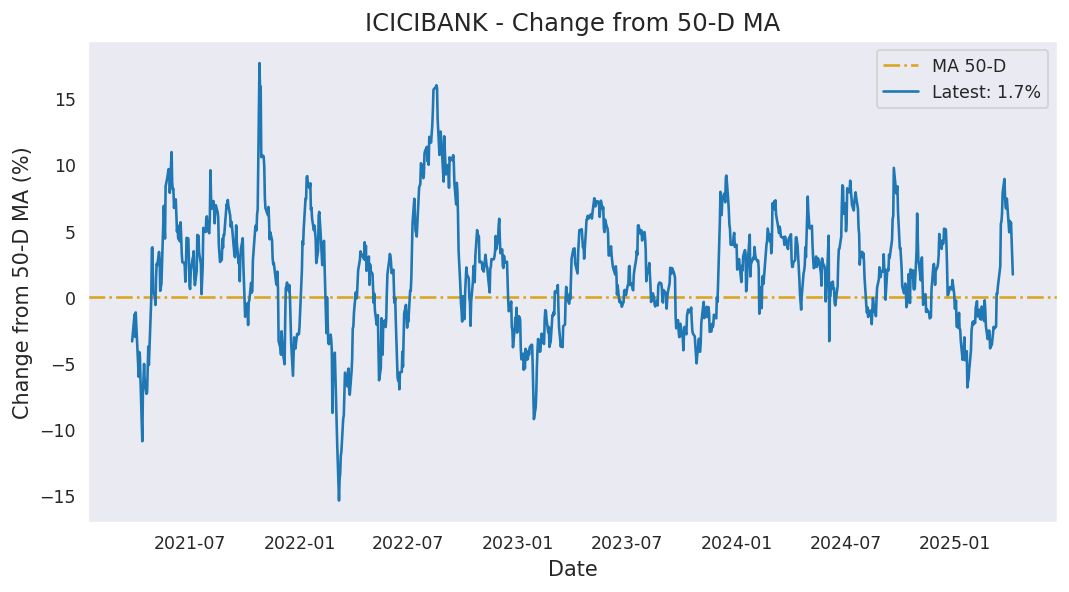 ICICIBANK - Change from 50-D MA
MA 50-D
Latest: 1.7%
Change from 50-D MA (%)
15
10
5
0
−5
−10
−15
2021-07 2022-01 2022-07 2023-01 2023-07 2024-01 2024-07 2025-01
Date